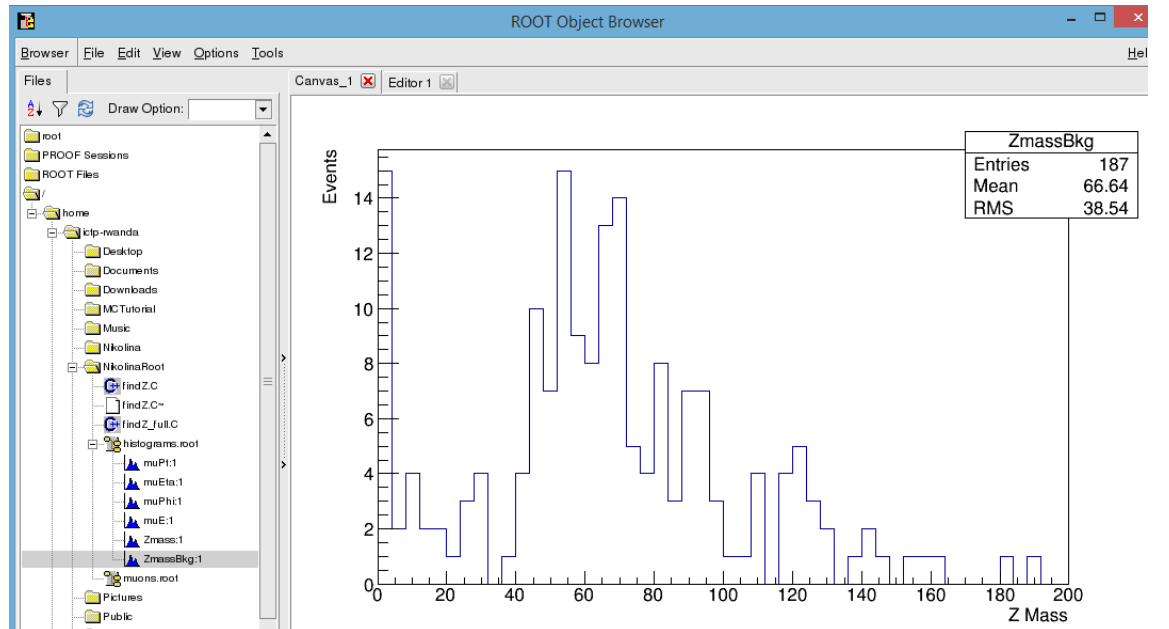 ROOT Object Browser
Browser File Edit View Options Tools
Hel
Files
Draw Option:
root
PROOF Sessions
ROOT Files
/
home
ictp-rwanda
Desktop
Documents
Downloads
MCTutorial
Music
Nikolina
NikolinaRoot
findZ.C
findZ.C~
findZ_full.C
histograms.root
muPt;1
muEta;1
muPhi;1
muE;1
Zmass;1
ZmassBkg;1
muons.root
Pictures
Public
Canvas_1 Editor 1
ZmassBkg
Entries 187
Mean 66.64
RMS 38.54
Events
14
12
10
8
6
4
2
0
0 20 40 60 80 100 120 140 160 180 200
Z Mass